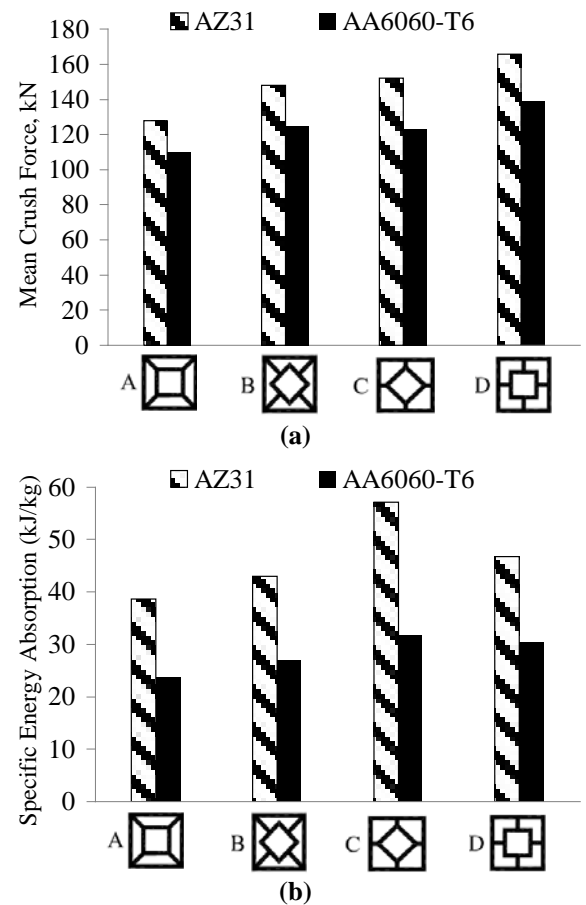 AZ31 AA6060-T6
Mean Crush Force, kN
180
160
140
120
100
80
60
40
20
0
A B C D
(a)
AZ31 AA6060-T6
Specific Energy Absorption (kJ/kg)
60
50
40
30
20
10
0
A B C D
(b)